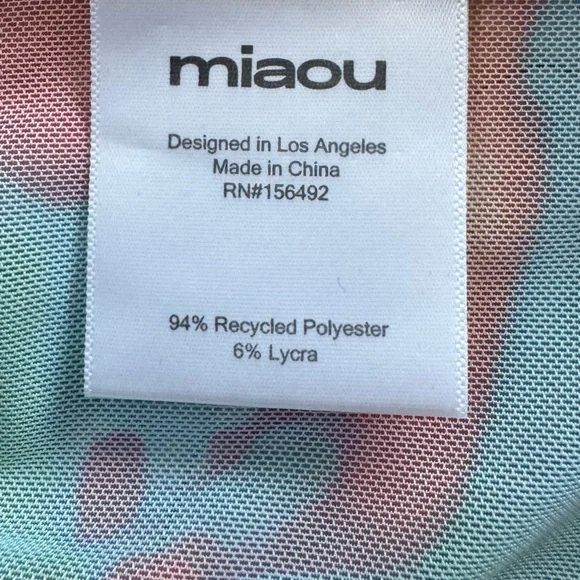 miaou
Designed in Los Angeles
Made in China
RN#156492
94% Recycled Polyester
6% Lycra